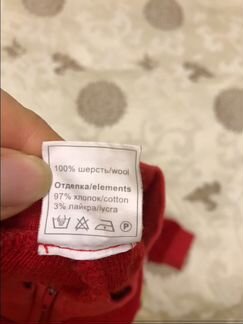 100% шерсть/wool
Отделка/elements
97% хлопок/cotton
3% лайкра/lycra
P